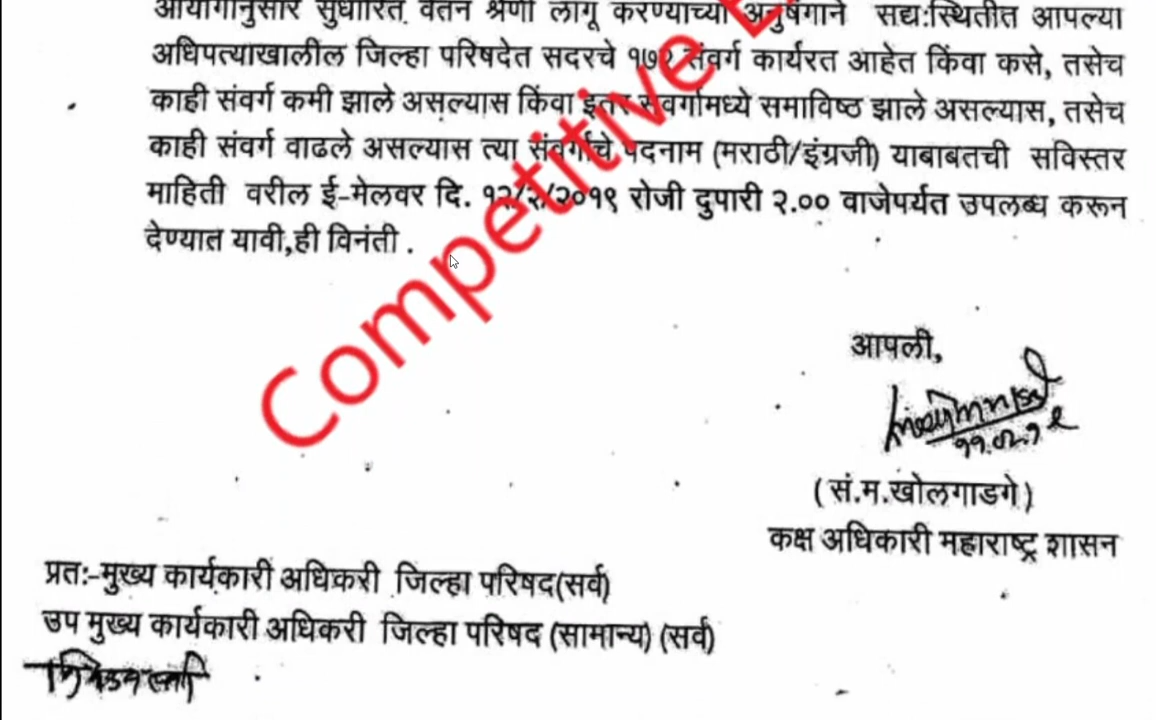 आयोगानुसार सुधारित वेतन श्रेणी लागू करण्याच्या अनुषंगाने सद्य:स्थितीत आपल्या
अधिपत्याखालील जिल्हा परिषदेत सदरचे संवर्ग कार्यरत आहेत किंवा कसे, तसेच
काही संवर्ग कमी झाले असल्यास किंवा इतर संवर्गामध्ये समाविष्ठ झाले असल्यास, तसेच
काही संवर्ग वाढले असल्यास त्या संवर्गाचे पदनाम (मराठी/इंग्रजी) याबाबतची सविस्तर
माहिती वरील ई-मेलवर दि. १२/२/२०१९ रोजी दुपारी २.०० वाजेपर्यत उपलब्ध करून
देण्यात यावी,ही विनंती .
Competitive
आपली,
(सं.म.खोलगाडगे)
कक्ष अधिकारी महाराष्ट्र शासन
प्रतः-मुख्य कार्यकारी अधिकरी जिल्हा परिषद(सर्व)
उप मुख्य कार्यकारी अधिकरी जिल्हा परिषद (सामान्य) (सर्व)